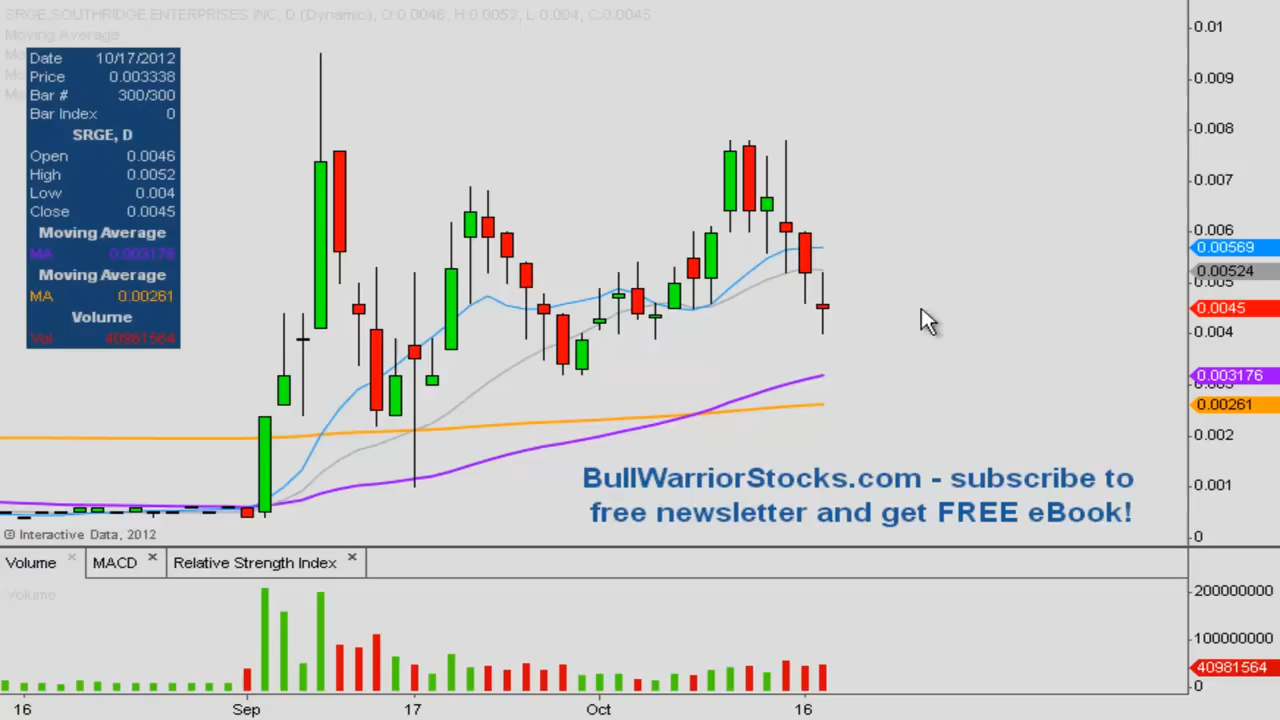 SRGE,SOUTHRIDGE ENTERPRISES INC, D (Dynamic), O:0.0046, H:0.0052, L:0.004, C:0.0045
Moving Average
Date 10/17/2012
Price 0.003338
Bar # 300/300
Bar Index 0
SRGE, D
Open 0.0046
High 0.0052
Low 0.004
Close 0.0045
Moving Average
MA 0.003176
Moving Average
MA 0.00261
Volume
Vol 40981564
0.01
0.009
0.008
0.007
0.006
0.00569
0.00524
0.0045
0.004
0.003176
0.00261
0.002
0.001
0
BullWarriorStocks.com - subscribe to
free newsletter and get FREE eBook!
© Interactive Data, 2012
Volume × MACD × Relative Strength Index ×
Volume
200000000
100000000
40981564
0
16 Sep 17 Oct 16